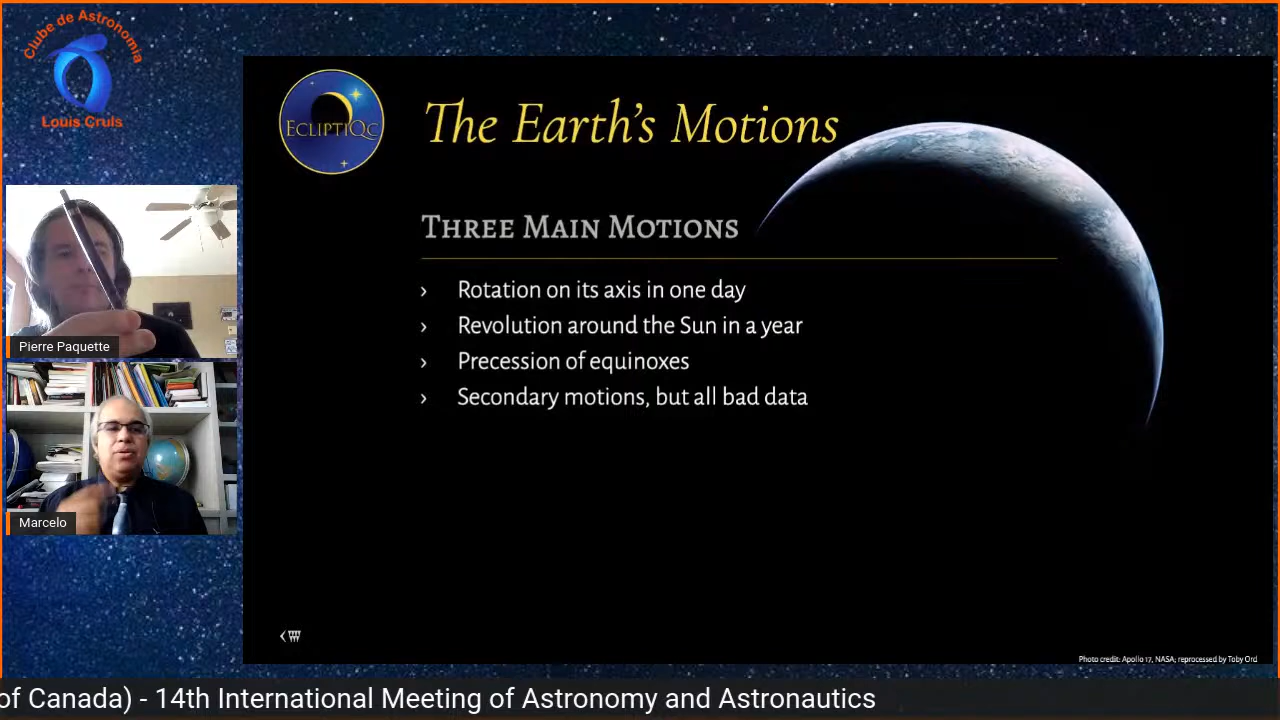 Clube de Astronomia
Louis Cruls
ECLIPTIQC
The Earth's Motions
THREE MAIN MOTIONS
› Rotation on its axis in one day
› Revolution around the Sun in a year
› Precession of equinoxes
› Secondary motions, but all bad data
Pierre Paquette
Marcelo
Photo credit: Apollo 17, NASA; reprocessed by Toby Ord
of Canada) - 14th International Meeting of Astronomy and Astronautics